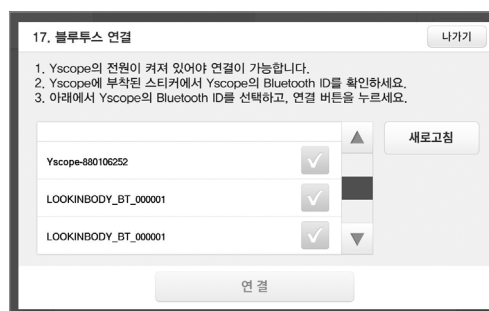 17. 블루투스 연결
나가기
1. Yscope의 전원이 켜져 있어야 연결이 가능합니다.
2. Yscope에 부착된 스티커에서 Yscope의 Bluetooth ID를 확인하세요.
3. 아래에서 Yscope의 Bluetooth ID를 선택하고, 연결 버튼을 누르세요.
새로고침
Yscope-880106252
LOOKINBODY_BT_000001
LOOKINBODY_BT_000001
연 결